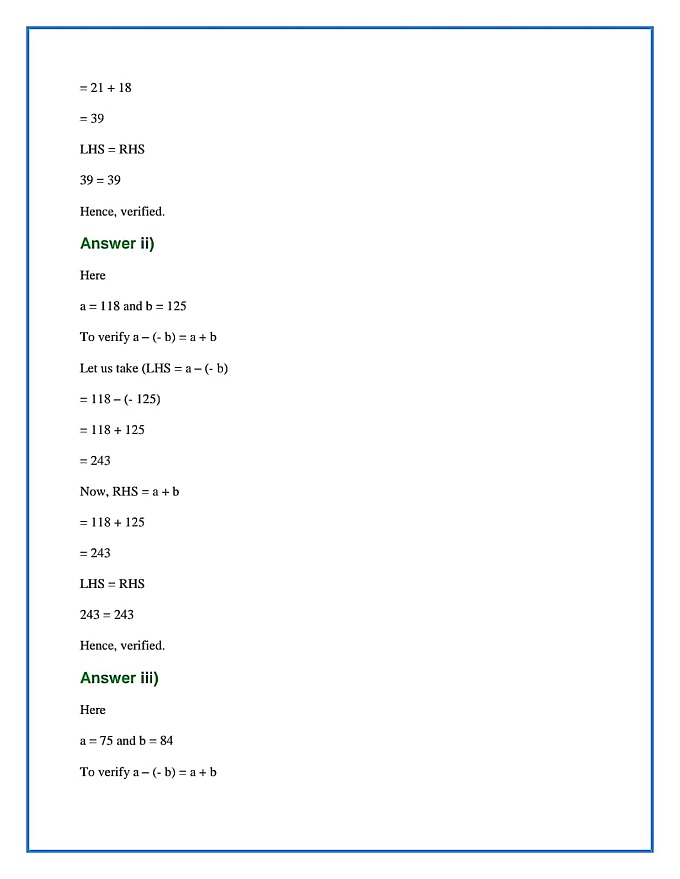 = 21 + 18
= 39
LHS = RHS
39 = 39
Hence, verified.
Answer ii)
Here
a = 118 and b = 125
To verify a – (- b) = a + b
Let us take (LHS = a – (- b)
= 118 – (- 125)
= 118 + 125
= 243
Now, RHS = a + b
= 118 + 125
= 243
LHS = RHS
243 = 243
Hence, verified.
Answer iii)
Here
a = 75 and b = 84
To verify a – (- b) = a + b